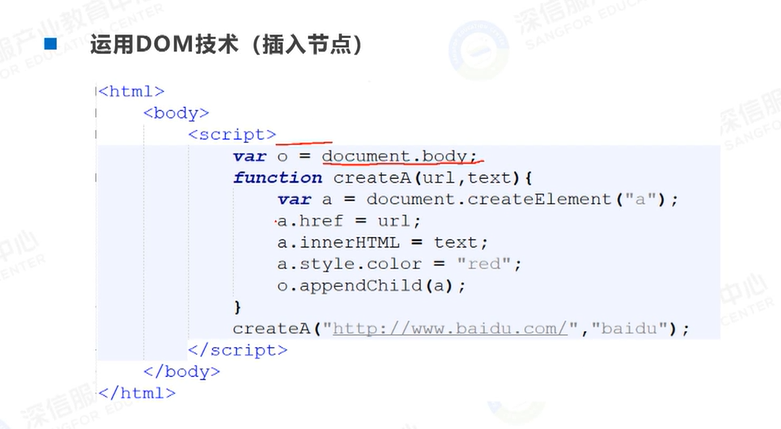 运用DOM技术（插入节点）
深信服产业教育中心
SANGFOR EDUCATION CENTER
<html>
<body>
<script>
var o = document.body;
function createA(url,text){
var a = document.createElement("a");
a.href = url;
a.innerHTML = text;
a.style.color = "red";
o.appendChild(a);
}
createA("http://www.baidu.com/","baidu");
</script>
</body>
</html>